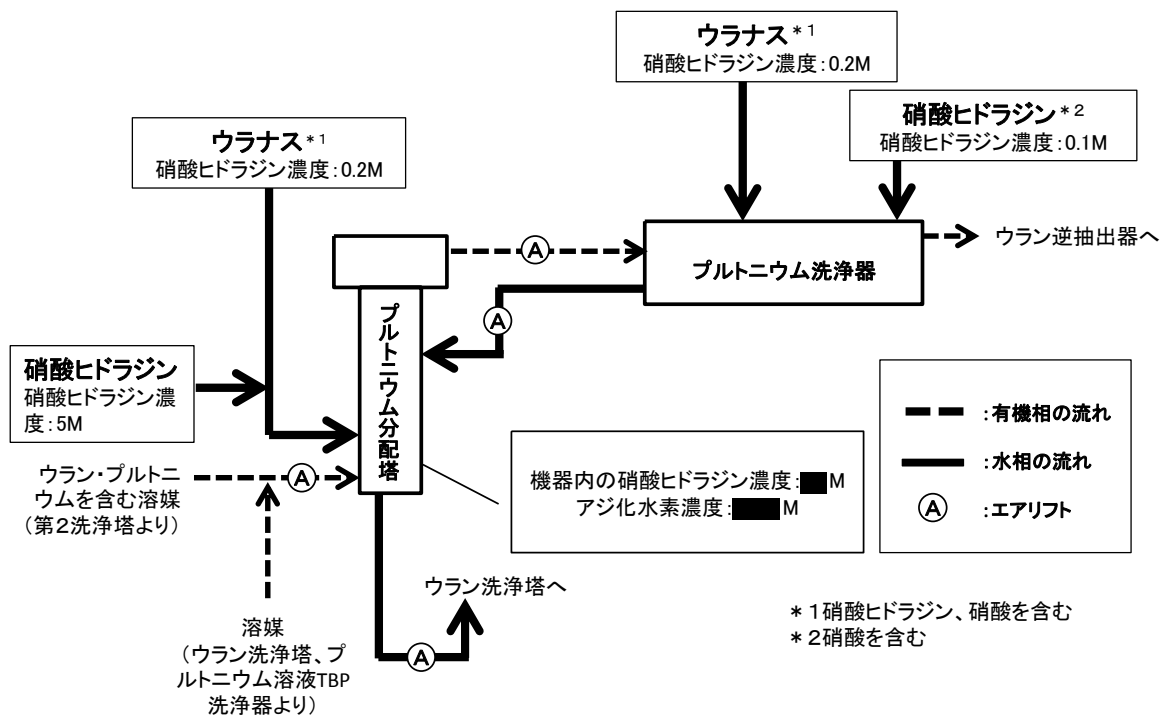 ウラナス*1
硝酸ヒドラジン濃度:0.2M
硝酸ヒドラジン*2
硝酸ヒドラジン濃度:0.1M
ウラナス*1
硝酸ヒドラジン濃度:0.2M
A
ウラン逆抽出器へ
プルトニウム洗浄器
A
プルトニウム分配塔
硝酸ヒドラジン
硝酸ヒドラジン濃
度:5M
ウラン・プルトニ
ウムを含む溶媒
(第2洗浄塔より)
A
機器内の硝酸ヒドラジン濃度: M
アジ化水素濃度: M
:有機相の流れ
:水相の流れ
A :エアリフト
ウラン洗浄塔へ
A
溶媒
(ウラン洗浄塔、プ
ルトニウム溶液TBP
洗浄器より)
*1硝酸ヒドラジン、硝酸を含む
*2硝酸を含む